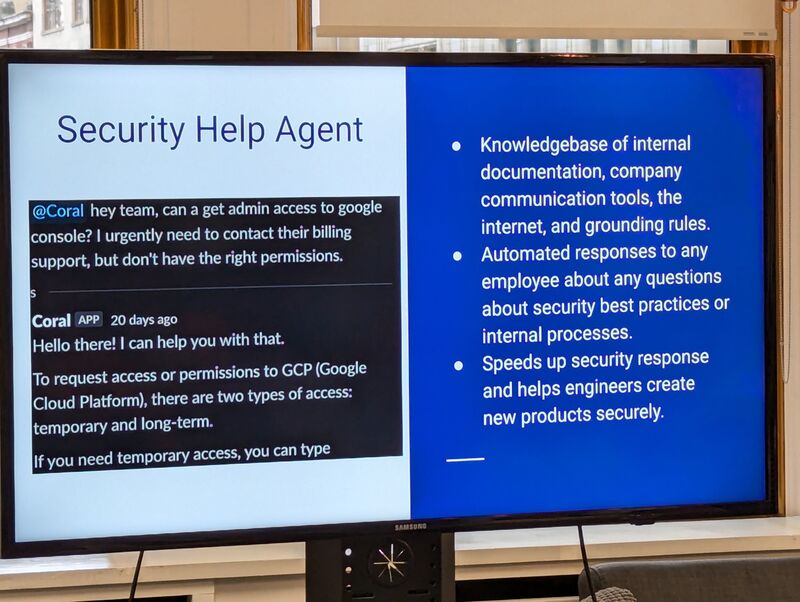 Security Help Agent
@Coral hey team, can a get admin access to google
console? I urgently need to contact their billing
support, but don't have the right permissions.
s
Coral APP 20 days ago
Hello there! I can help you with that.
To request access or permissions to GCP (Google
Cloud Platform), there are two types of access:
temporary and long-term.
If you need temporary access, you can type
• Knowledgebase of internal
documentation, company
communication tools, the
internet, and grounding rules.
• Automated responses to any
employee about any questions
about security best practices or
internal processes.
• Speeds up security response
and helps engineers create
new products securely.
SAMSUNG